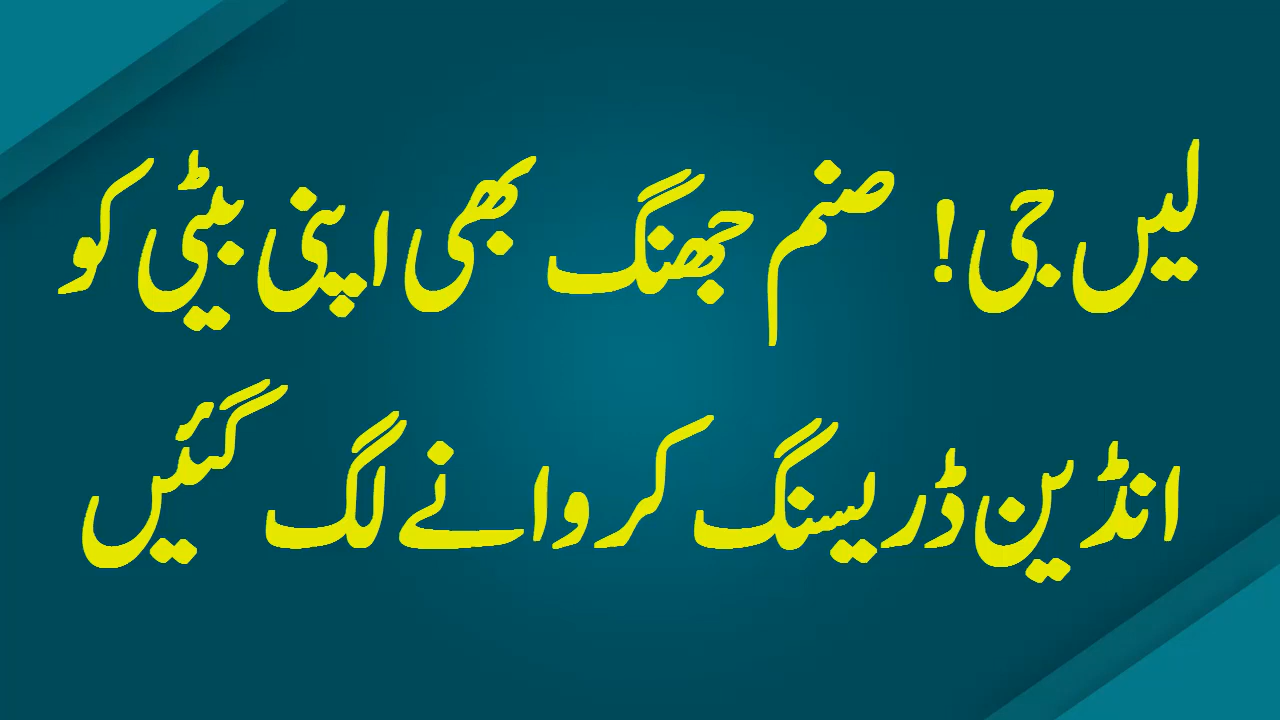 لیں جی! صنم جھنگ بھی اپنی بیٹی کو
انڈین ڈریسنگ کروانے لگ گئیں